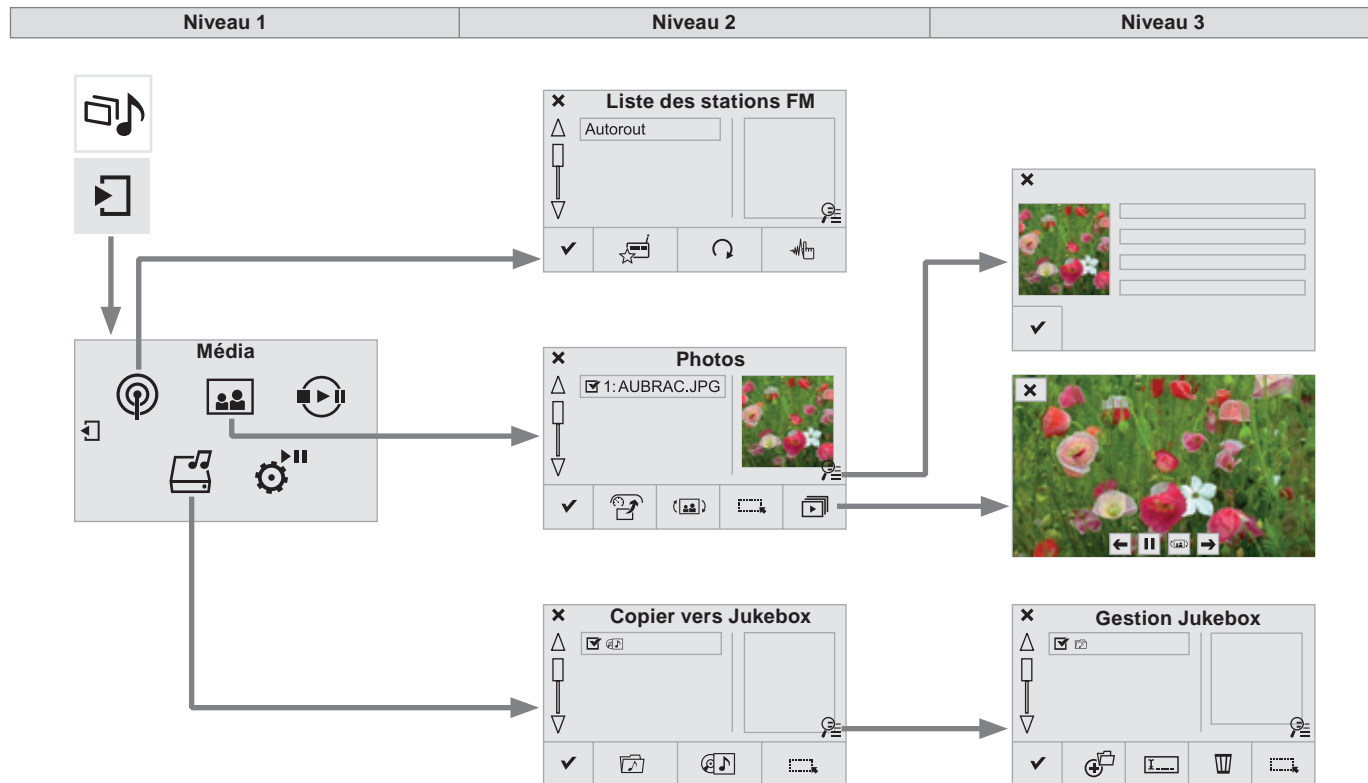 Niveau 1
Niveau 2
Niveau 3
Liste des stations FM
Autorout
Média
Photos
1: AUBRAC.JPG
Copier vers Jukebox
Gestion Jukebox